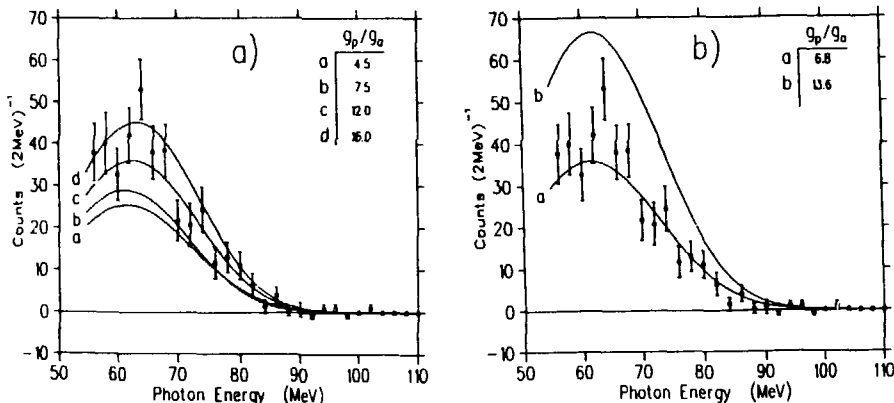 a)
g_p/g_a
a 4.5
b 7.5
c 12.0
d 16.0
d
c
b
a
70
60
50
40
30
20
10
0
-10
Counts (2MeV)^-1
50 60 70 80 90 100 110
Photon Energy (MeV)
b)
g_p/g_a
a 6.8
b 13.6
b
a
70
60
50
40
30
20
10
0
-10
Counts (2MeV)^-1
50 60 70 80 90 100 110
Photon Energy (MeV)